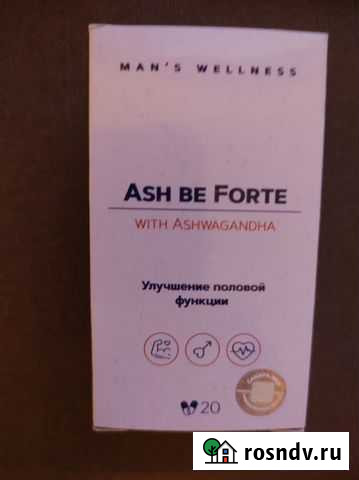 MAN'S WELLNESS
ASH BE FORTE
WITH ASHWAGANDHA
Улучшение половой
функции
20
rosndv.ru